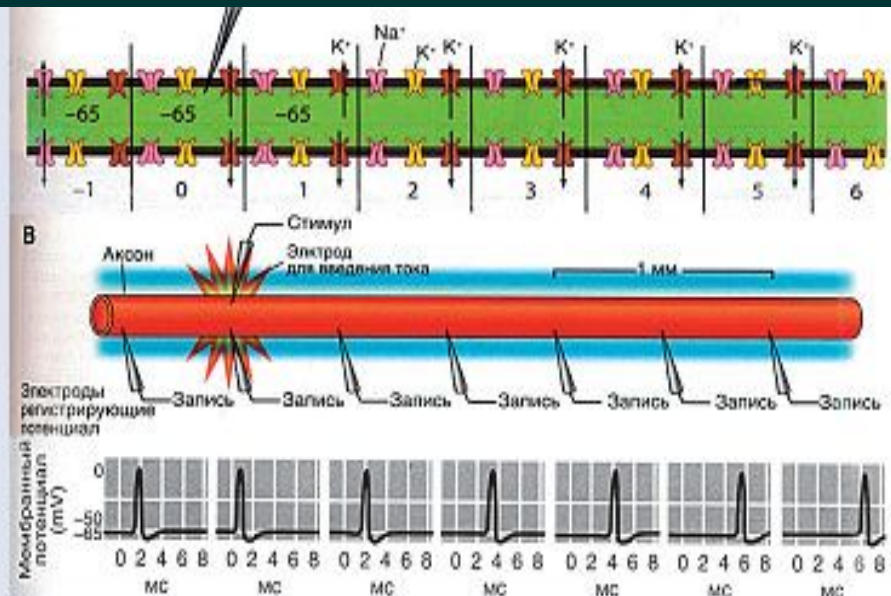 Na⁺
K⁺ K⁺ K⁺ K⁺ K⁺ K⁺
–65 –65 –65
–1 0 1 2 3 4 5 6
В
Стимул
Аксон
Электрод
для введения тока
1 мм
Электроды
регистрирующие
потенциал
Запись Запись Запись Запись Запись Запись Запись
Мембранный
потенциал
(mV)
0
–50
–65
0 2 4 6 8 0 2 4 6 8 0 2 4 6 8 0 2 4 6 8 0 2 4 6 8 0 2 4 6 8 0 2 4 6 8
мс мс мс мс мс мс мс